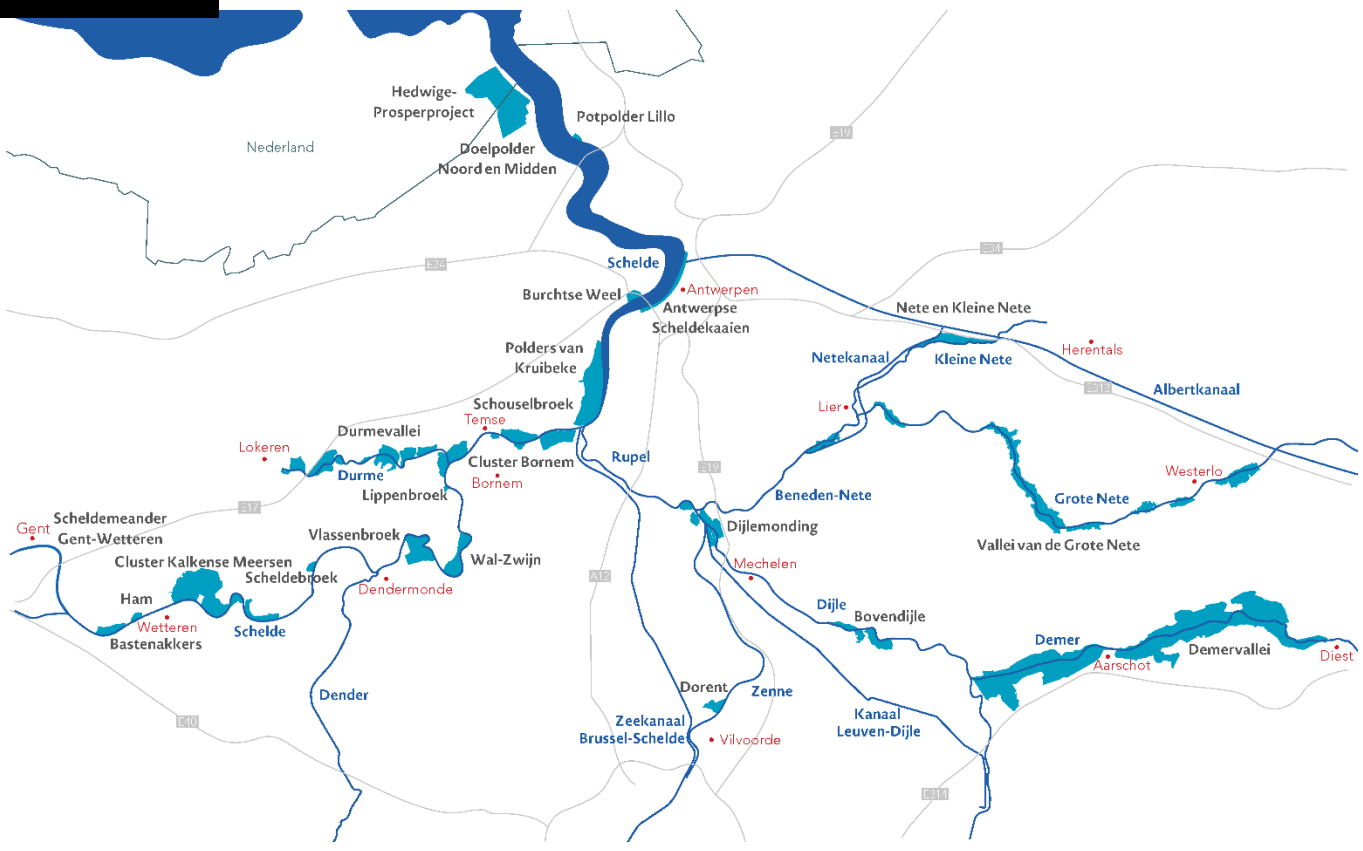 Hedwige-
Prosperproject
Potpolder Lillo
E19
Nederland
Doelpolder
Noord en Midden
E34
E34
Schelde
Burchtse Weel
Antwerpen
Antwerpse
Scheldekaaien
Nete en Kleine Nete
Polders van
Kruibeke
Netekanaal
Kleine Nete
Herentals
Albertkanaal
E313
Schouselbroek
Temse
Lier
Durmevallei
Lokeren
Durme
Cluster Bornem
Bornem
Rupel
E19
Westerlo
Lippenbroek
Beneden-Nete
Grote Nete
E17
Scheldemeander
Gent-Wetteren
Gent
Vlassenbroek
Wal-Zwijn
Dijlemonding
Vallei van de Grote Nete
Cluster Kalkense Meersen
Scheldebroek
Dendermonde
A12
Mechelen
Ham
Wetteren
Bastenakkers
Schelde
Dijle
Bovendijle
Demer
Aarschot
Demervallei
Diest
Dender
Dorent
Zenne
Zeekanaal
Brussel-Schelde
Vilvoorde
Kanaal
Leuven-Dijle
E40
E314